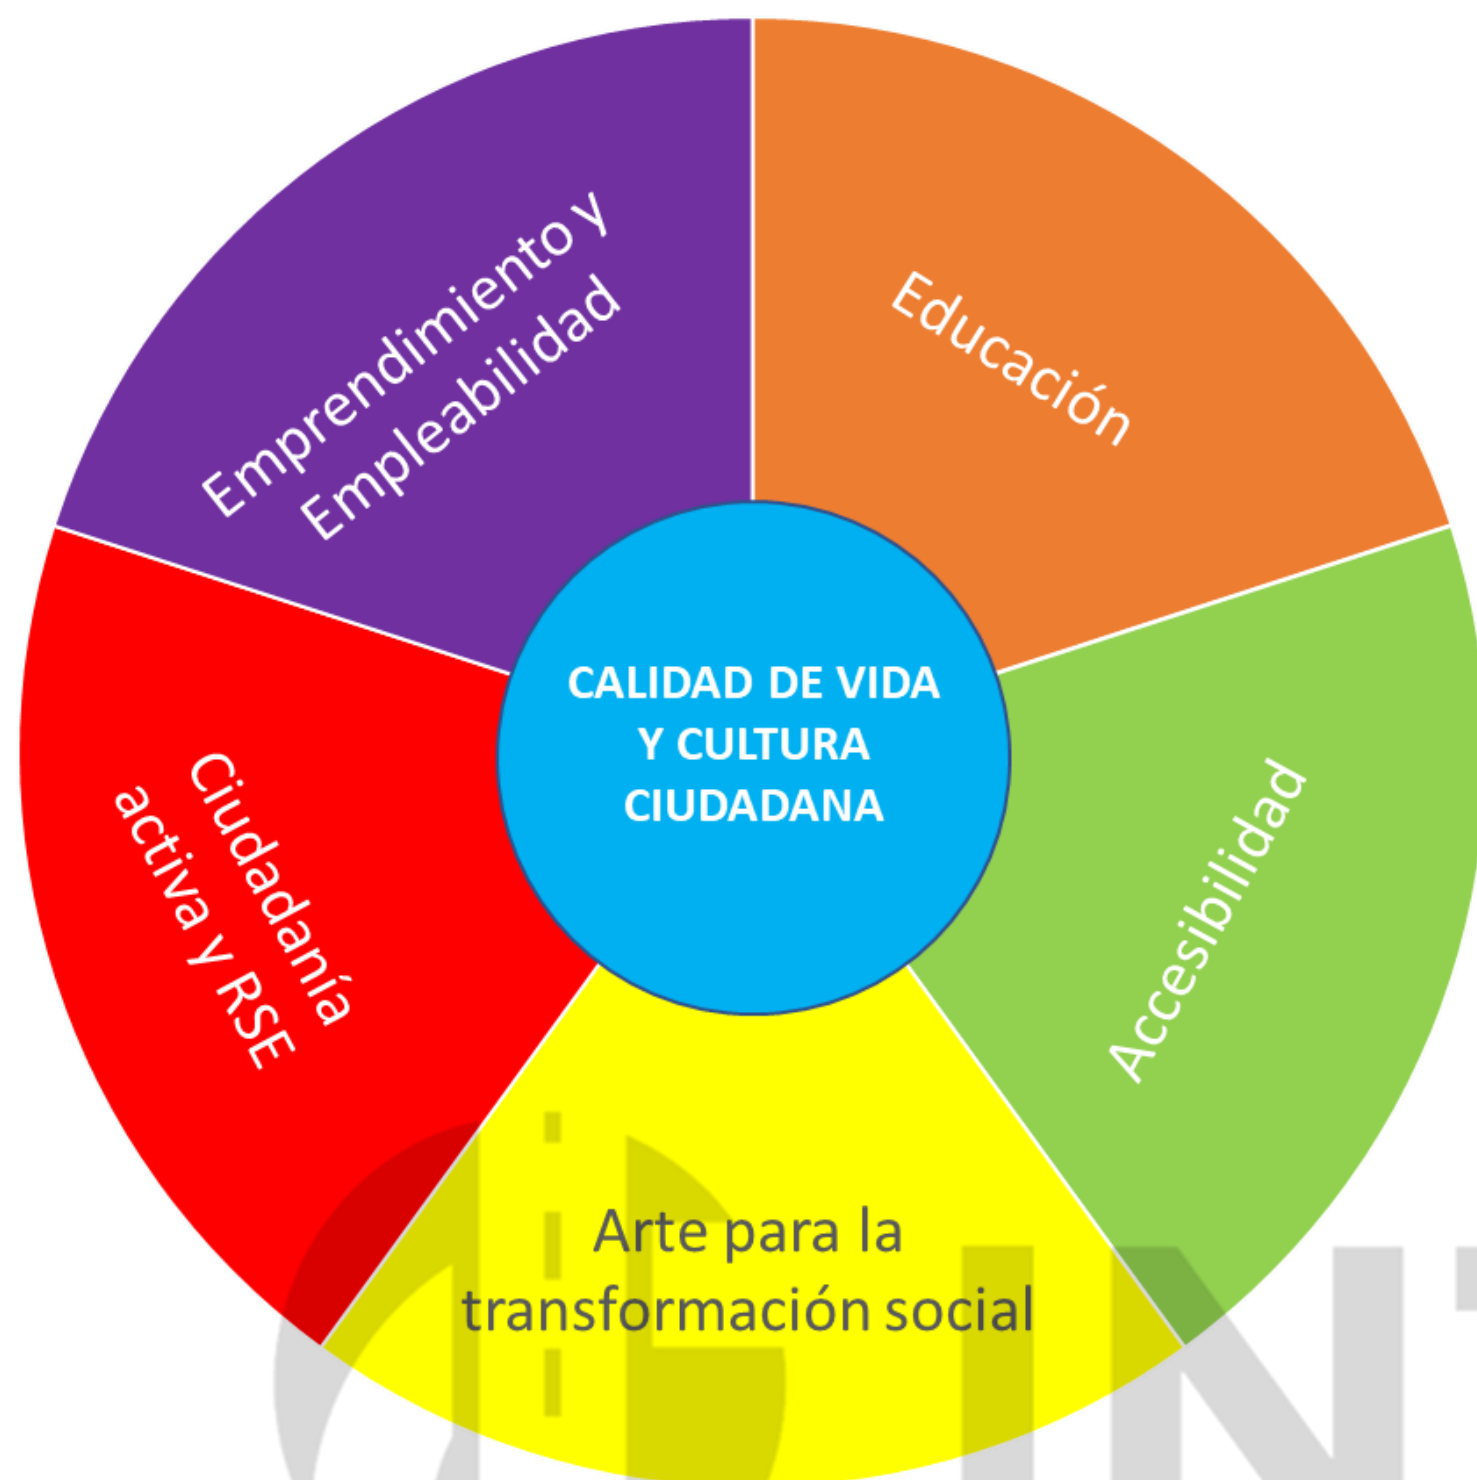 Emprendimiento y
Empleabilidad
Educación
CALIDAD DE VIDA
Y CULTURA
CIUDADANA
Ciudadanía
activa y RSE
Accesibilidad
Arte para la
transformación social